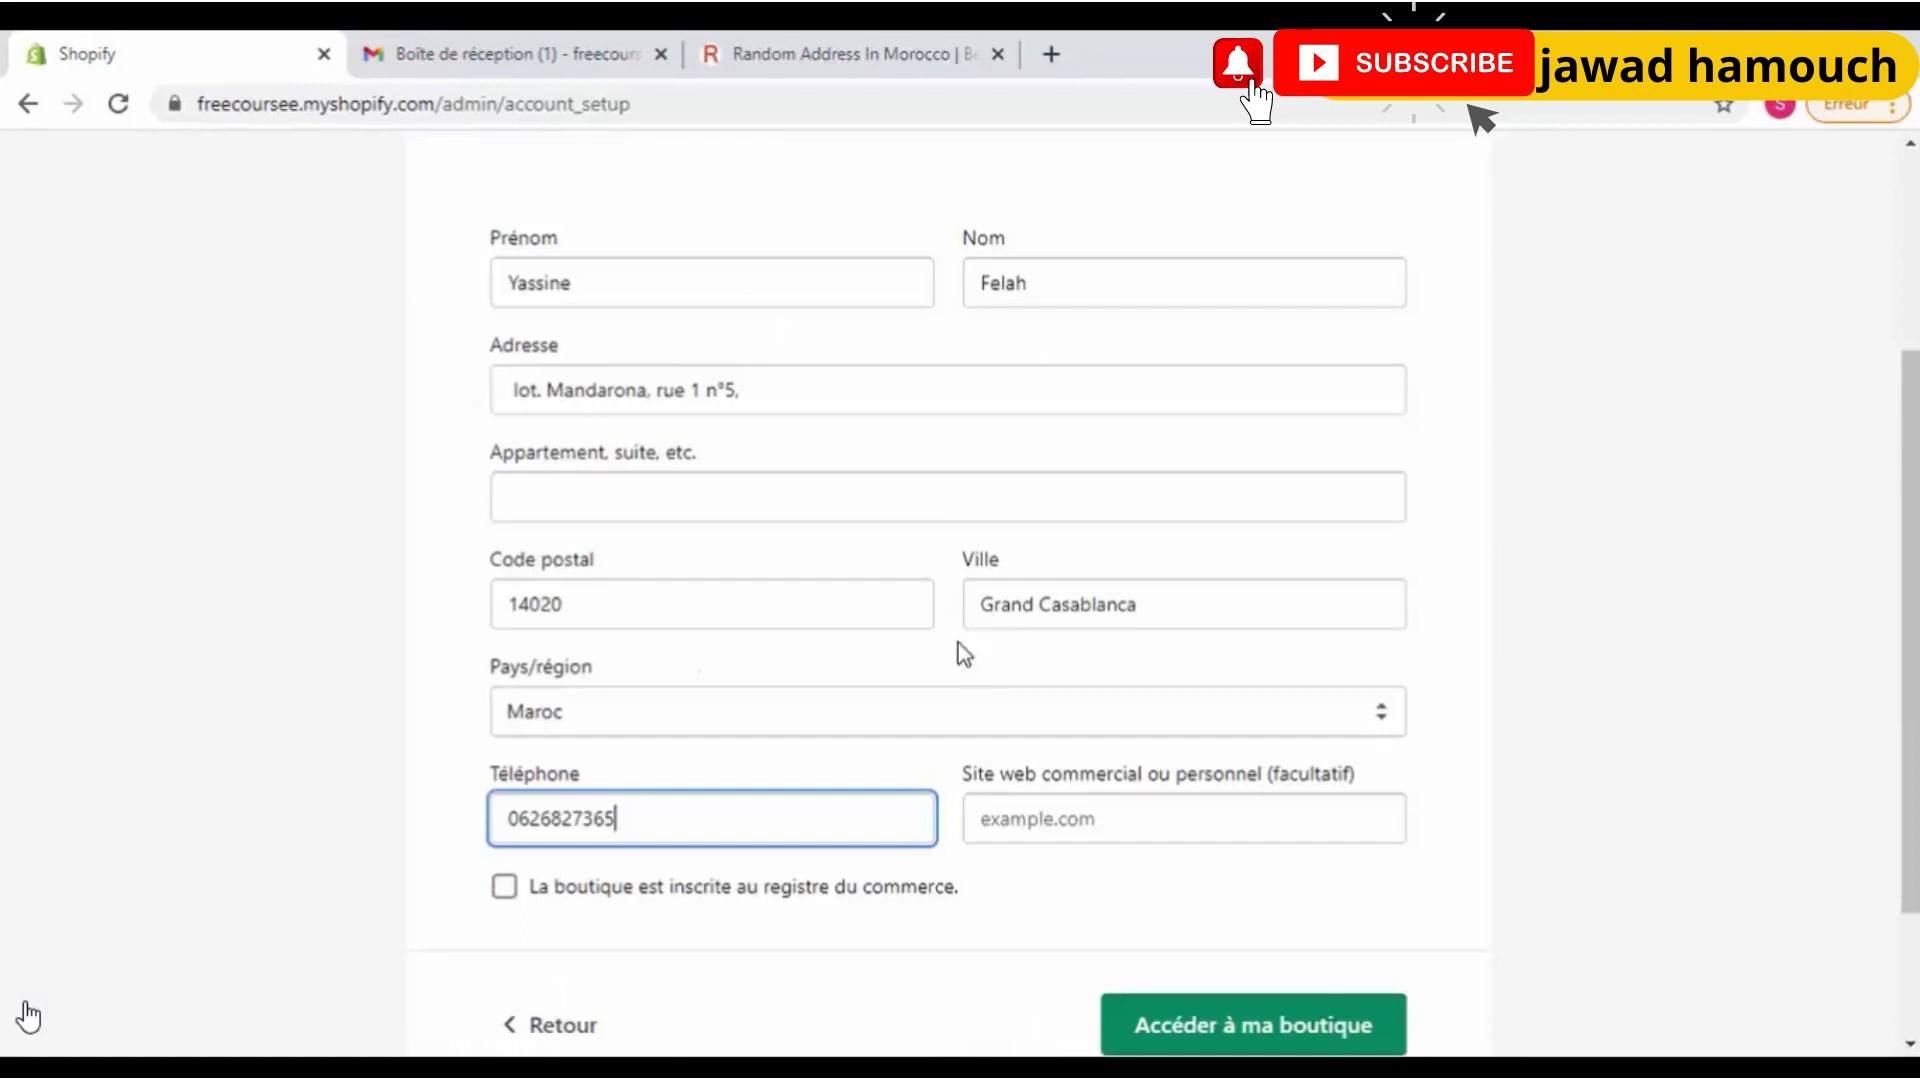 Shopify
Boîte de réception (1) - freecours
Random Address In Morocco | Be
SUBSCRIBE
jawad hamouch
freecoursee.myshopify.com/admin/account_setup
S
Erreur
Prénom
Nom
Yassine
Felah
Adresse
lot. Mandarona, rue 1 n°5,
Appartement, suite, etc.
Code postal
Ville
14020
Grand Casablanca
Pays/région
Maroc
Téléphone
Site web commercial ou personnel (facultatif)
0626827365
example.com
La boutique est inscrite au registre du commerce.
Retour
Accéder à ma boutique